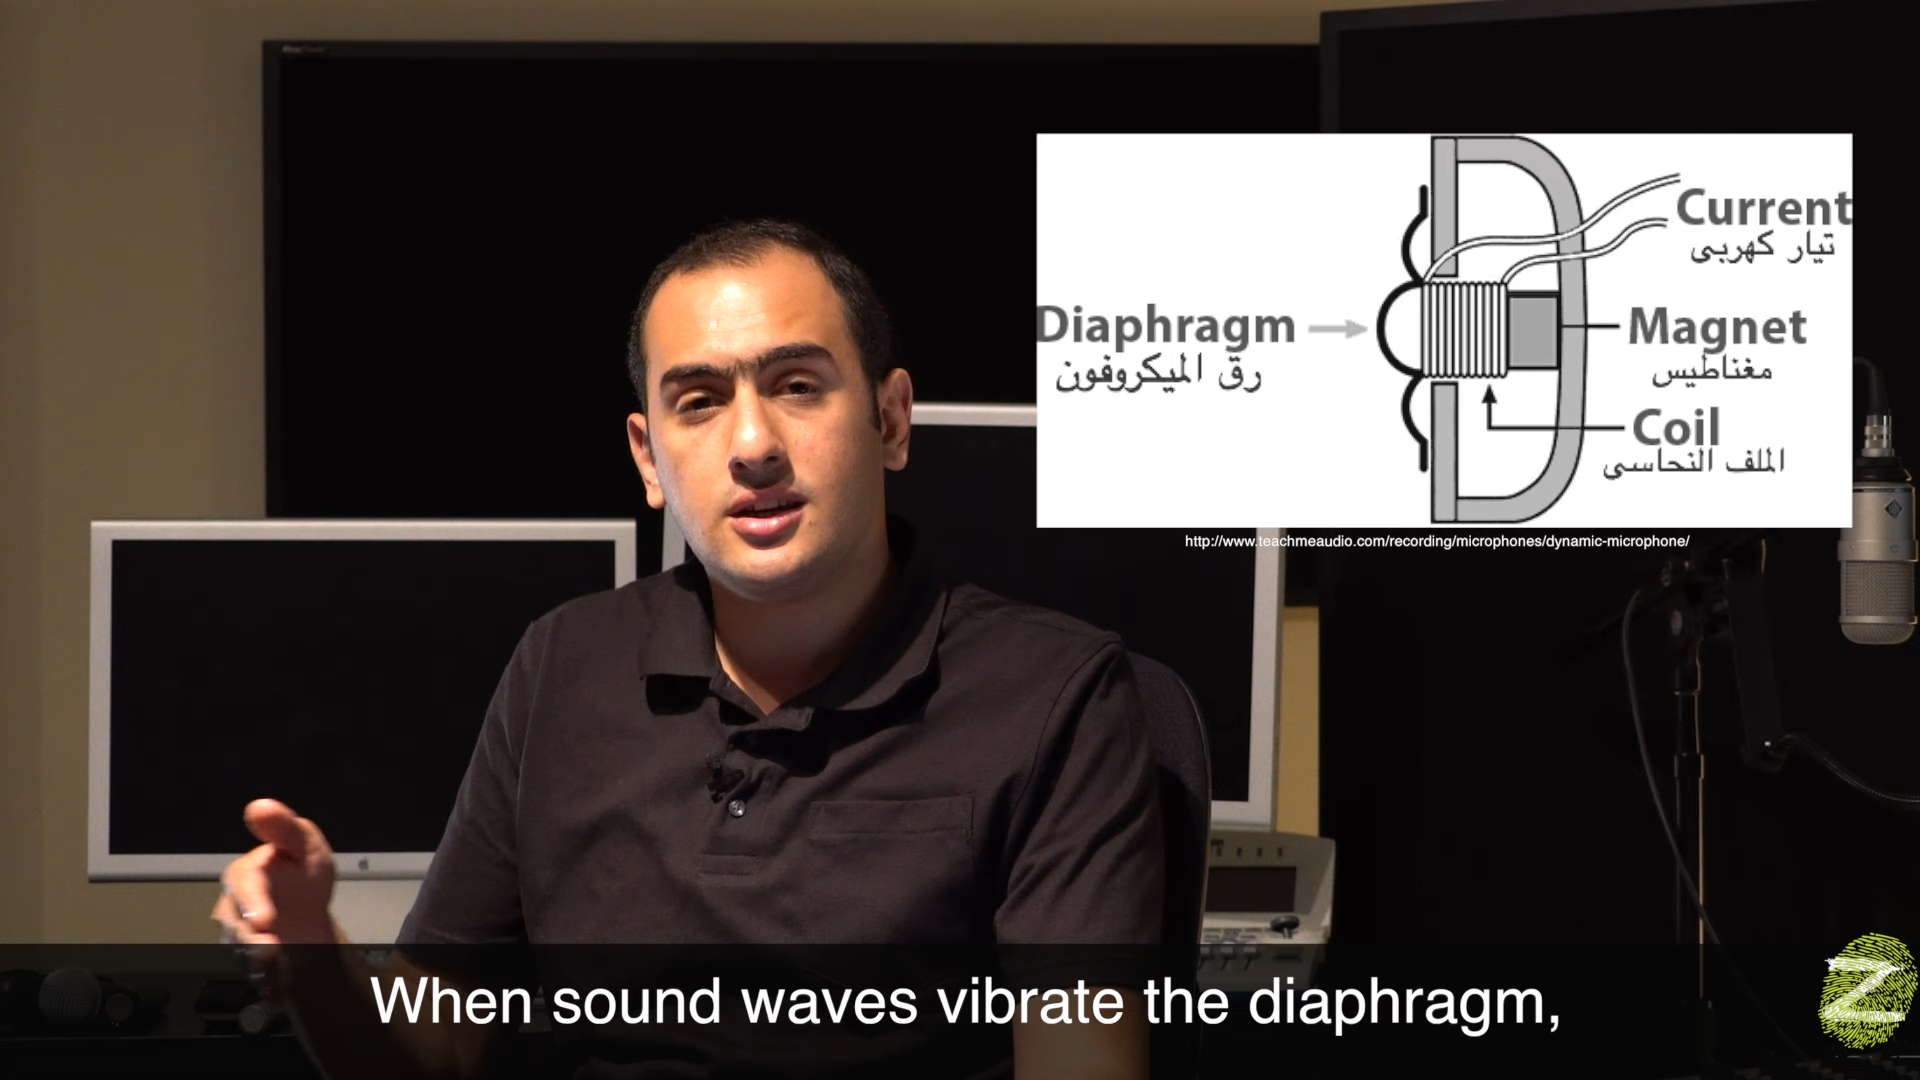 Current
تيار كهربى
Diaphragm
رق الميكروفون
Magnet
مغناطيس
Coil
الملف النحاسى
http://www.teachmeaudio.com/recording/microphones/dynamic-microphone/
When sound waves vibrate the diaphragm,
Z